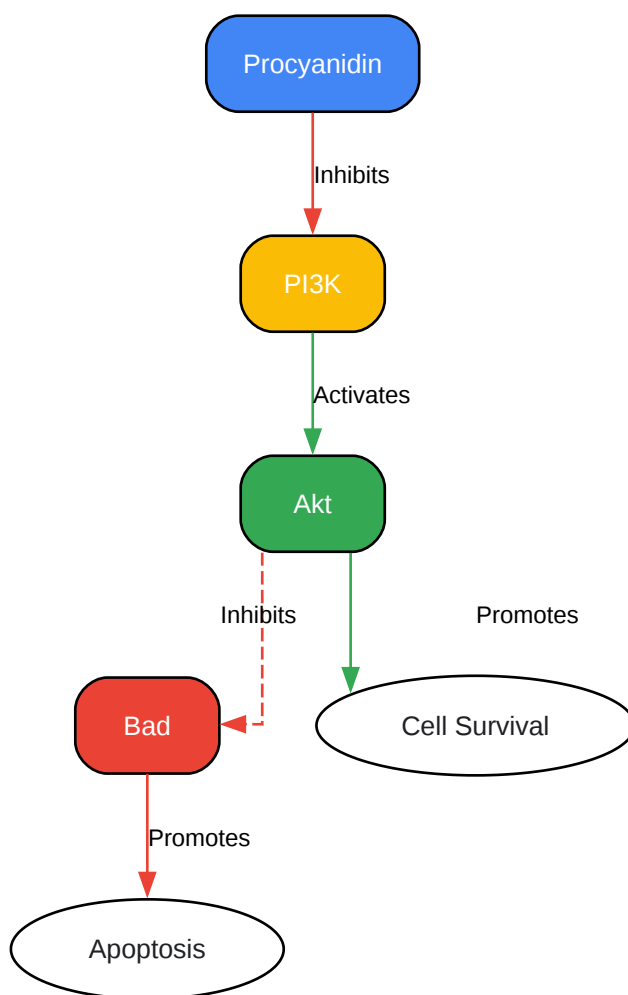 Procyanidin
Inhibits
PI3K
Activates
Akt
Inhibits
Promotes
Bad
Cell Survival
Promotes
Apoptosis